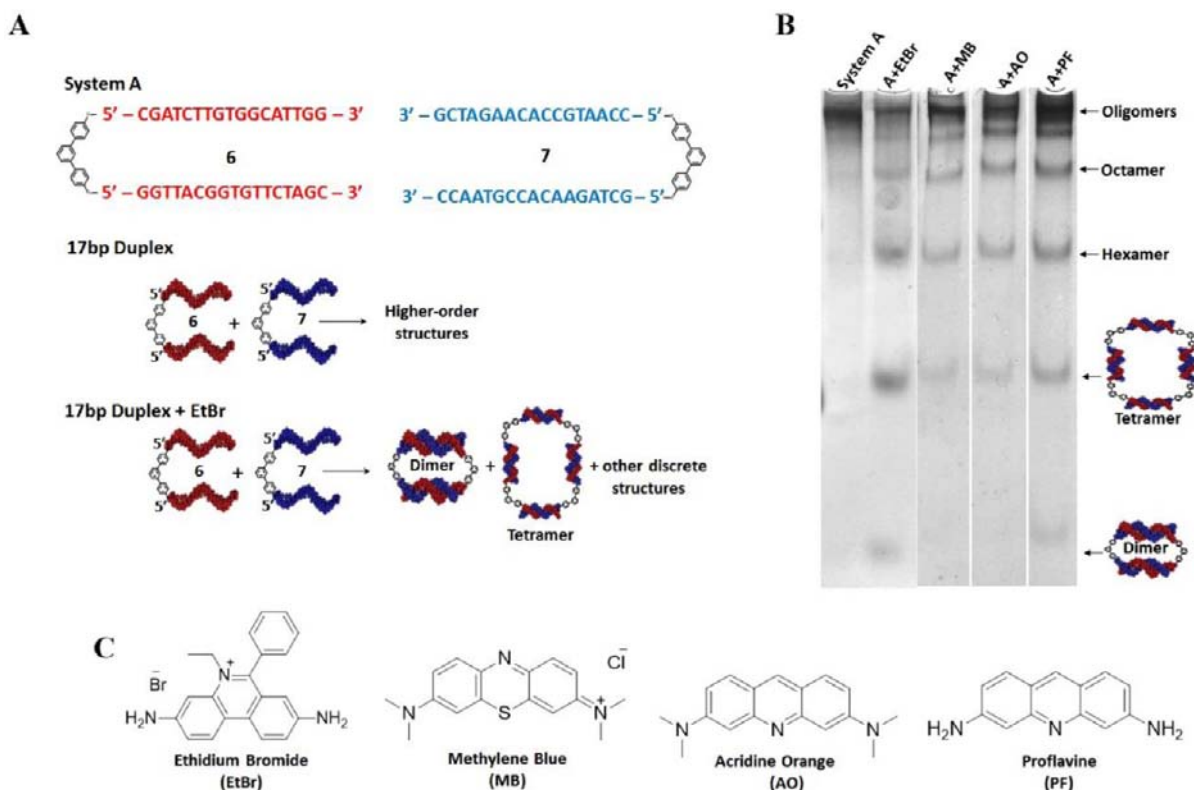 A
System A
5’ – CGATCTTGTGGCATTGG – 3’ 3’ – GCTAGAACACCGTAACC – 5’
6 7
5’ – GGTTACGGTGTTCTAGC – 3’ 3’ – CCAATGCCACAAGATCG – 5’
17bp Duplex
5’ 5’
6 + 7
5’ 5’
Higher-order
structures
17bp Duplex + EtBr
5’ 5’
6 + 7
5’ 5’
Dimer + + other discrete
structures
Tetramer
B
System A A+EtBr A+MB A+AO A+PF
Oligomers
Octamer
Hexamer
Tetramer
Dimer
C
Br–
N+
H2N NH2
Ethidium Bromide
(EtBr)
N
Cl–
N S N+
Methylene Blue
(MB)
N N N
Acridine Orange
(AO)
H2N N NH2
Proflavine
(PF)